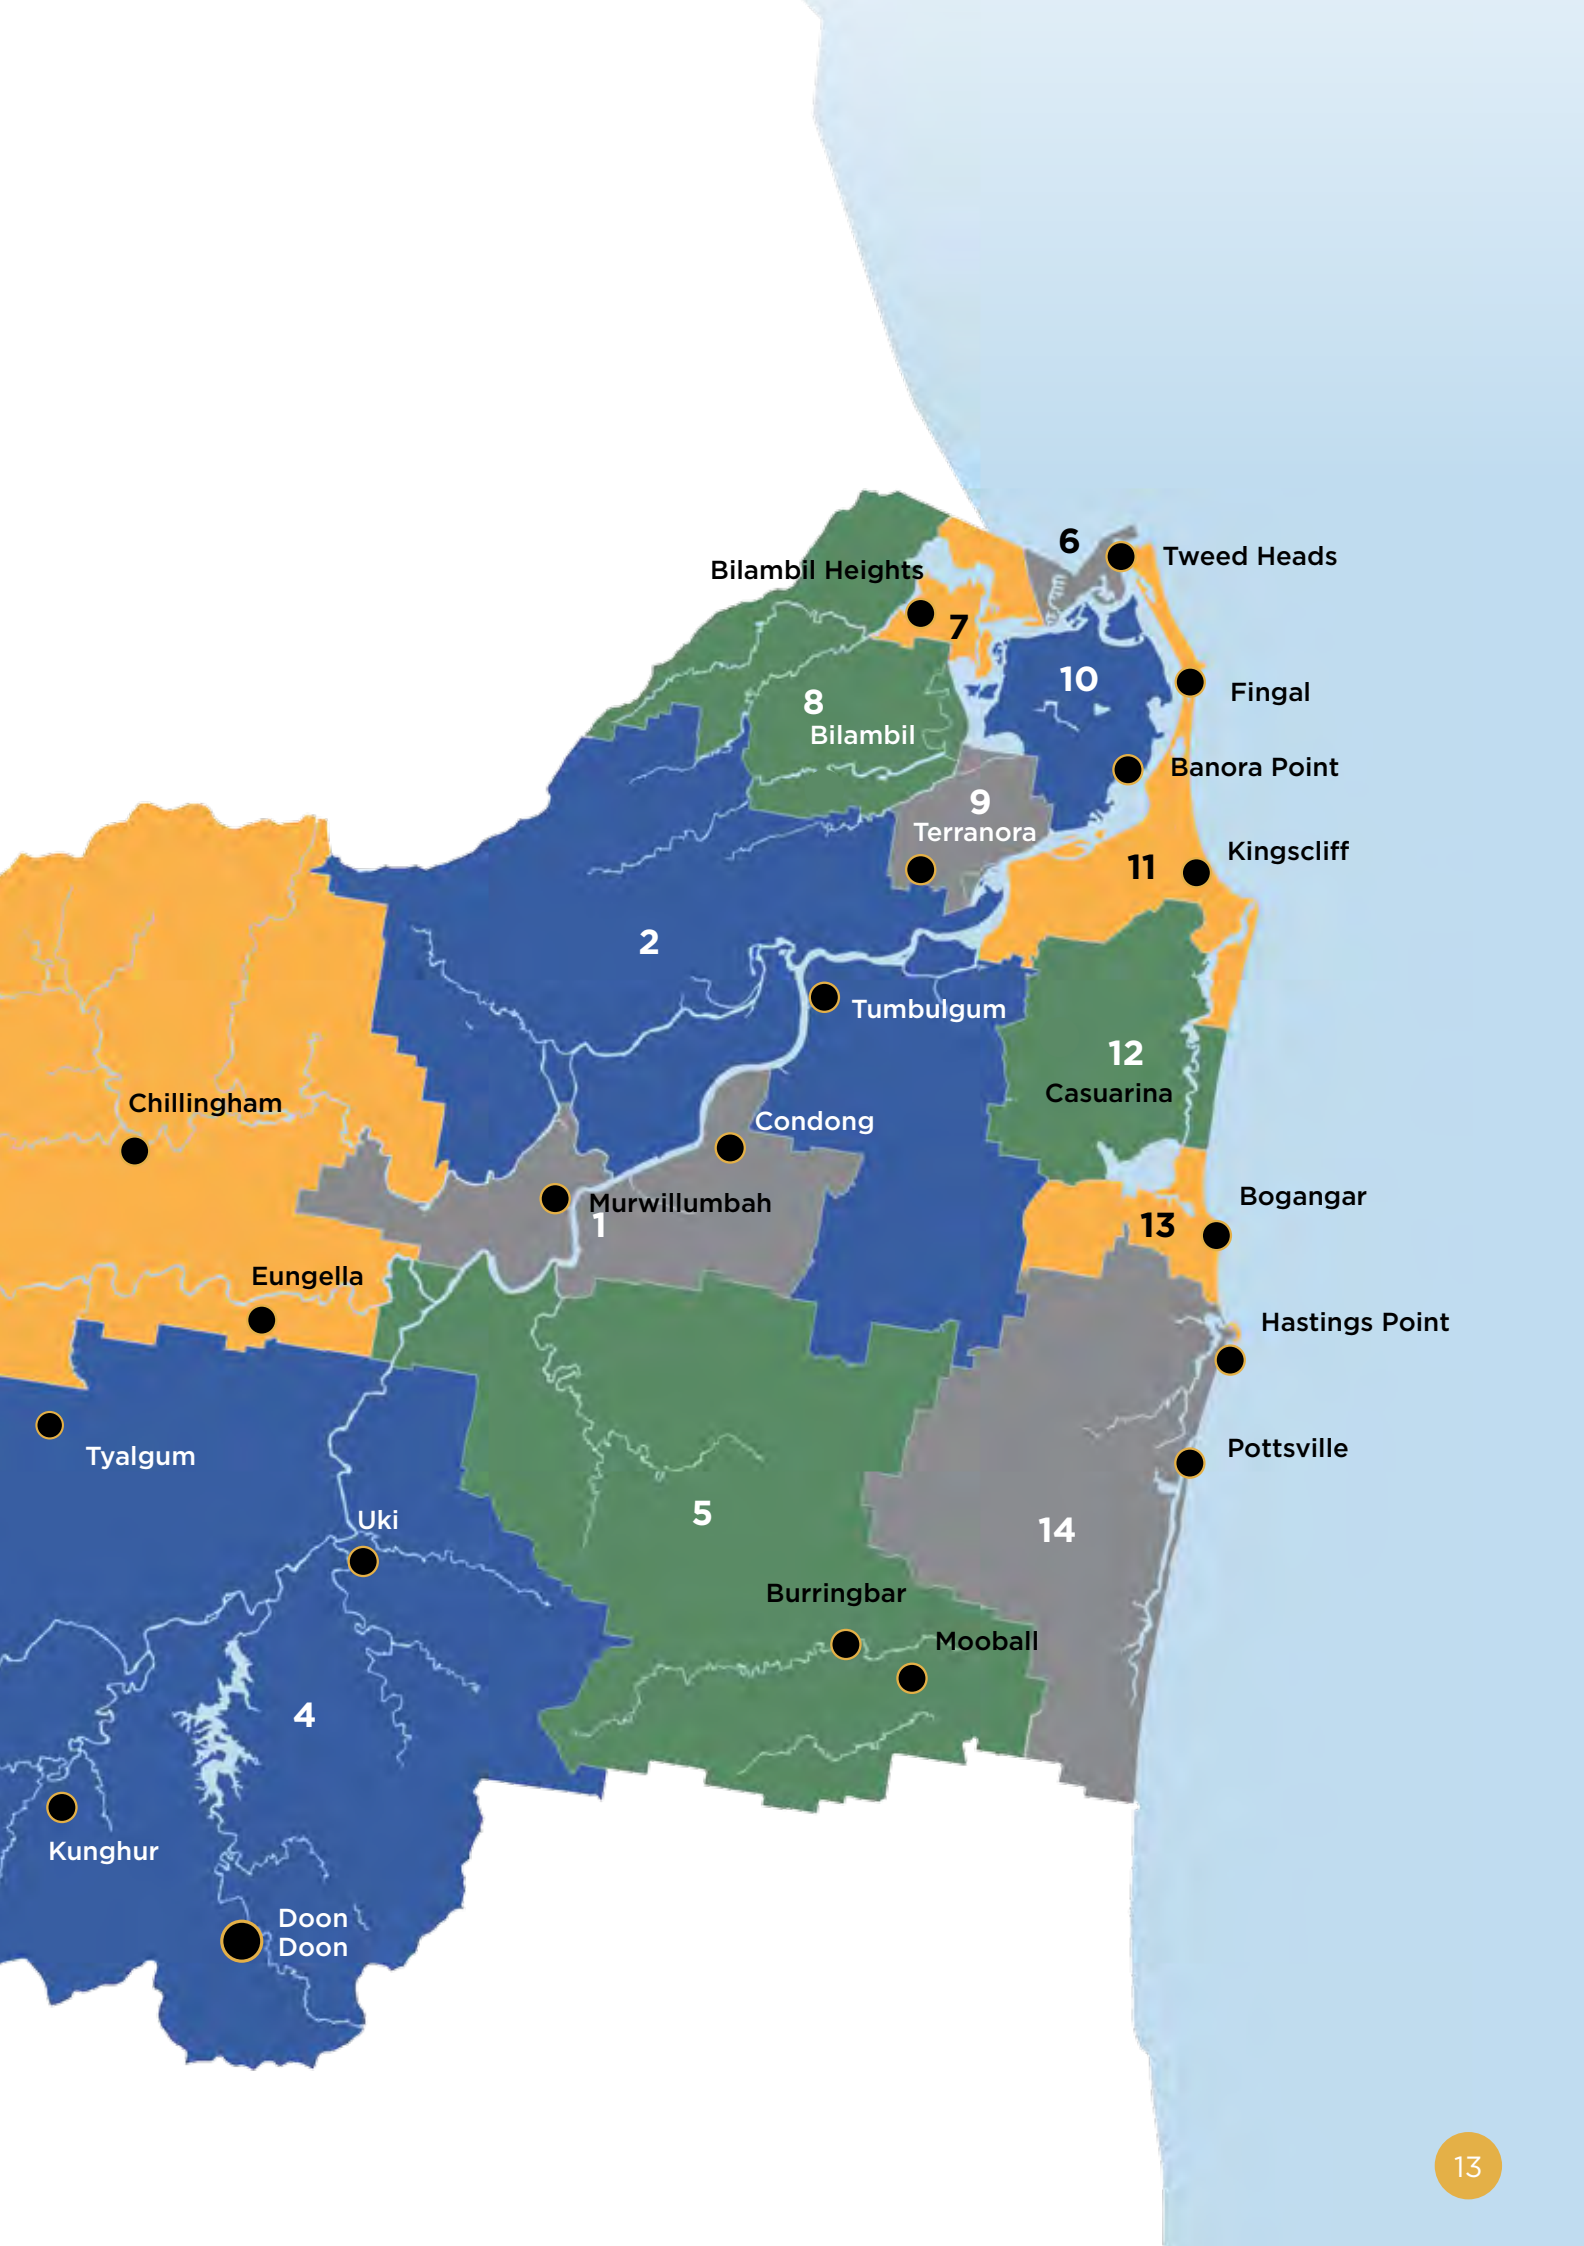 6
Tweed Heads
Bilambil Heights
7
10
Fingal
8
Bilambil
Banora Point
9
Terranora
Kingscliff
11
2
Tumbulgum
12
Casuarina
Chillingham
Condong
Murwillumbah
1
Bogangar
13
Eungella
Hastings Point
Tyalgum
Pottsville
Uki
5
14
Burringbar
Mooball
4
Kunghur
Doon
Doon
13